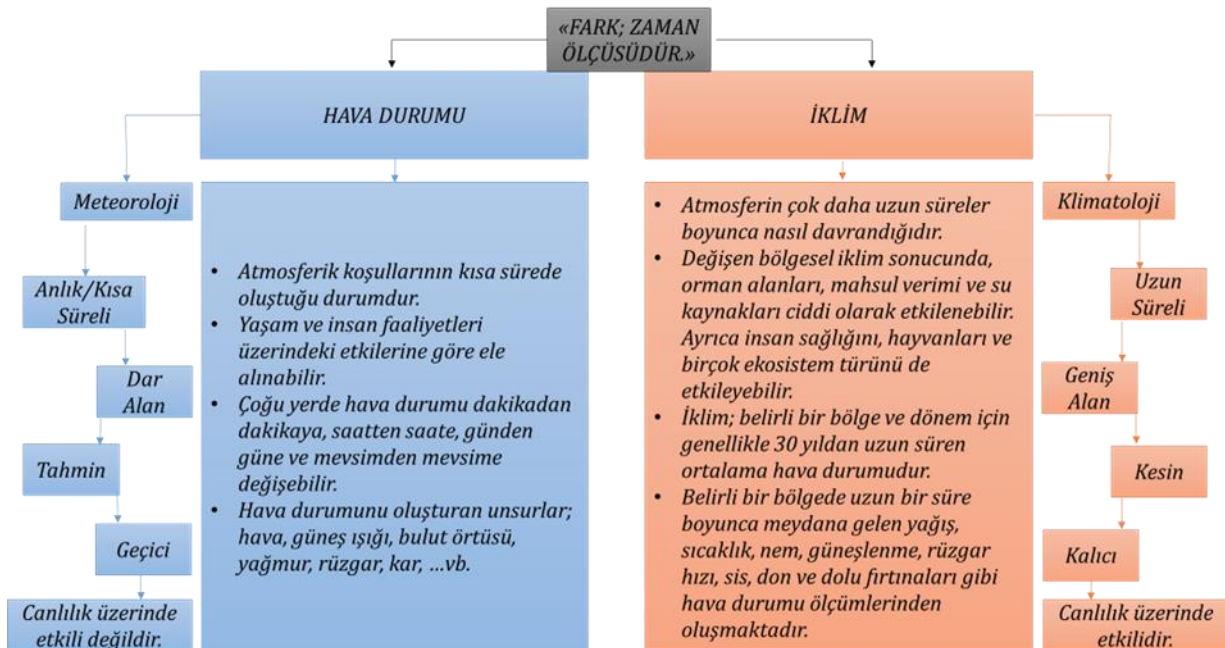 «FARK; ZAMAN
ÖLÇÜSÜDÜR.»
HAVA DURUMU
İKLİM
Meteoroloji
Anlık/Kısa
Süreli
Dar
Alan
Tahmin
Geçici
Canlılık üzerinde
etkili değildir.
• Atmosferik koşullarının kısa sürede
oluştuğu durumdur.
• Yaşam ve insan faaliyetleri
üzerindeki etkilerine göre ele
alınabilir.
• Çoğu yerde hava durumu dakikadan
dakikaya, saatten saate, günden
güne ve mevsimden mevsime
değişebilir.
• Hava durumunu oluşturan unsurlar;
hava, güneş ışığı, bulut örtüsü,
yağmur, rüzgar, kar, ...vb.
• Atmosferin çok daha uzun süreler
boyunca nasıl davrandığıdır.
• Değişen bölgesel iklim sonucunda,
orman alanları, mahsul verimi ve su
kaynakları ciddi olarak etkilenebilir.
Ayrıca insan sağlığını, hayvanları ve
birçok ekosistem türünü de
etkileyebilir.
• İklim; belirli bir bölge ve dönem için
genellikle 30 yıldan uzun süren
ortalama hava durumudur.
• Belirli bir bölgede uzun bir süre
boyunca meydana gelen yağış,
sıcaklık, nem, güneşlenme, rüzgar
hızı, sis, don ve dolu fırtınaları gibi
hava durumu ölçümlerinden
oluşmaktadır.
Klimatoloji
Uzun
Süreli
Geniş
Alan
Kesin
Kalıcı
Canlılık üzerinde
etkilidir.